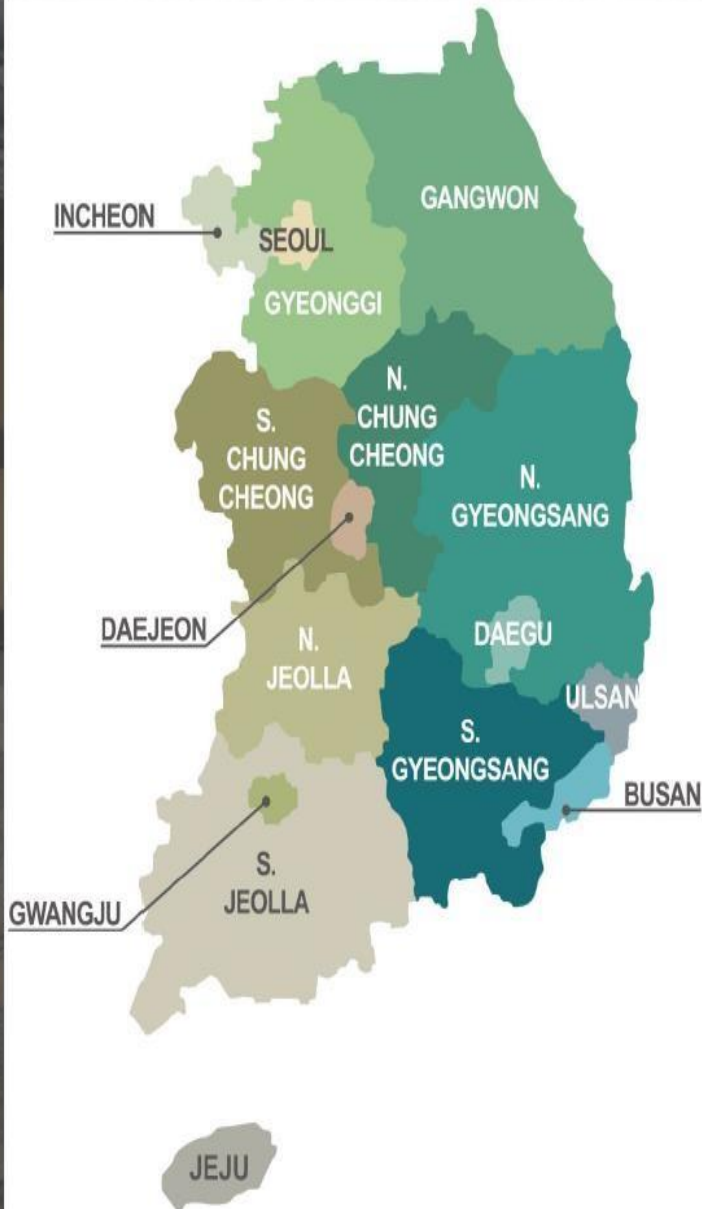 GANGWON
INCHEON
SEOUL
GYEONGGI
N.
CHUNG
CHEONG
S.
CHUNG
CHEONG
N.
GYEONGSANG
DAEJEON
N.
JEOLLA
DAEGU
ULSAN
S.
GYEONGSANG
BUSAN
GWANGJU
S.
JEOLLA
JEJU